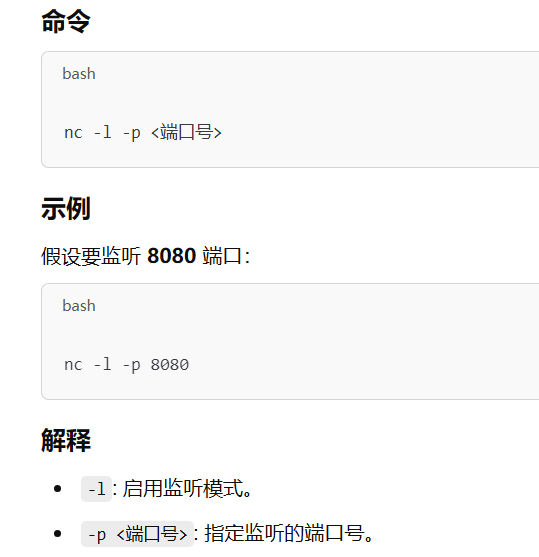 命令
bash
nc -l -p <端口号>
示例
假设要监听 8080 端口：
bash
nc -l -p 8080
解释
-l: 启用监听模式。
-p <端口号>: 指定监听的端口号。